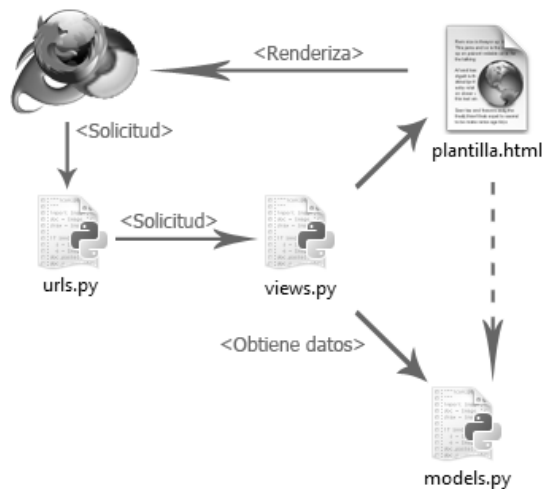 <Renderiza>
<Solicitud>
plantilla.html
<Solicitud>
urls.py
views.py
<Obtiene datos>
models.py